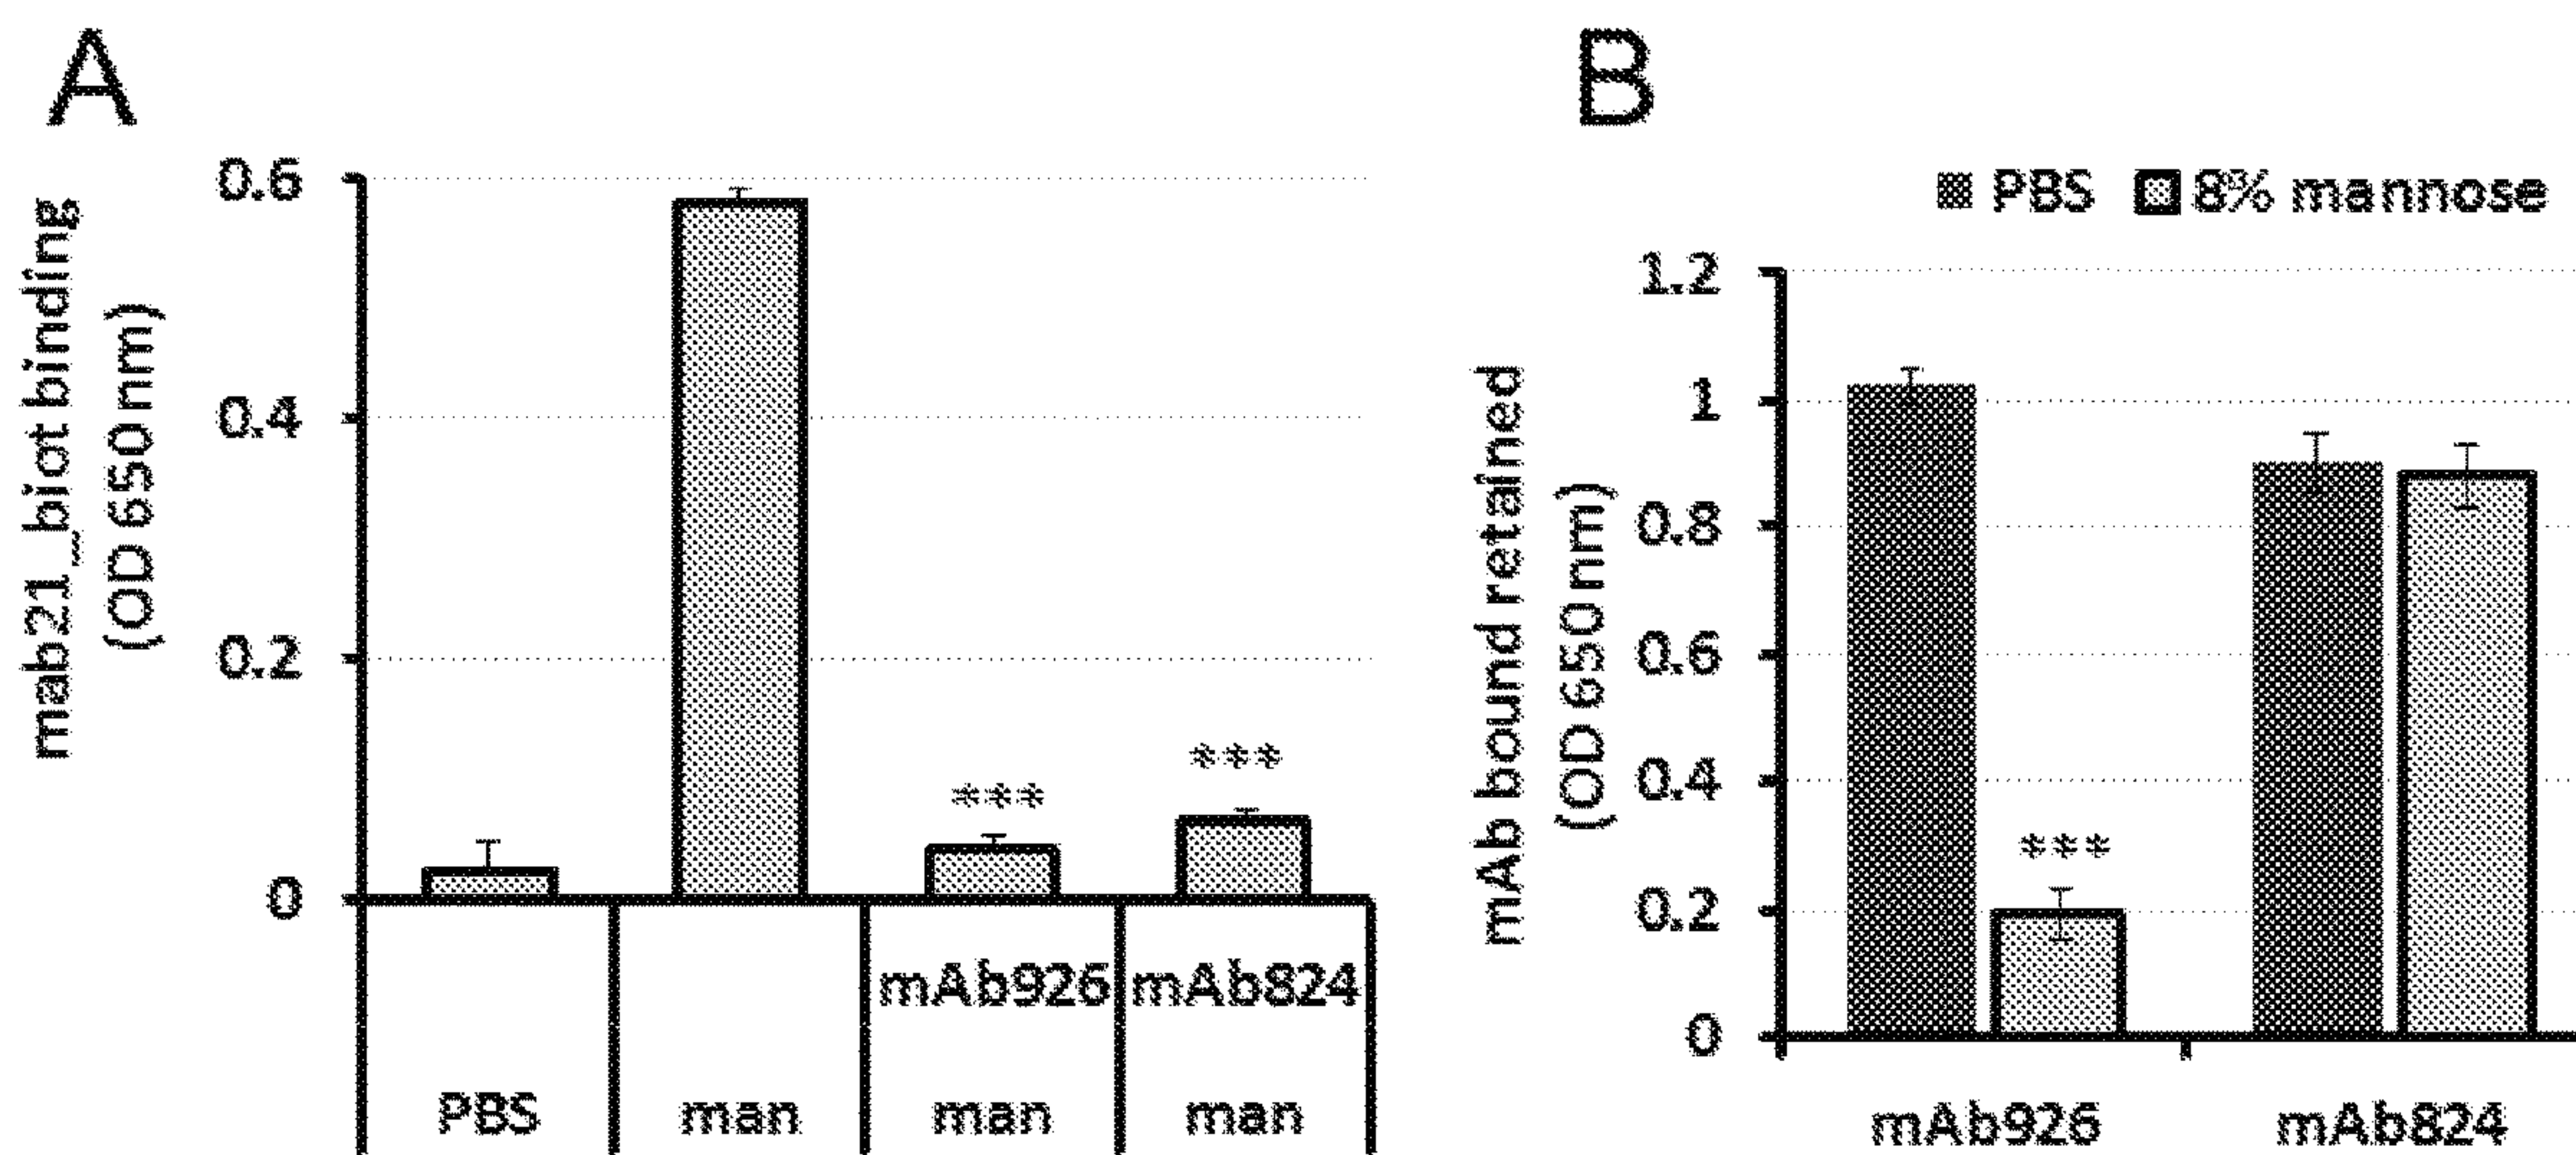 A
mab21_biot binding
(OD 650 nm)
0.6
0.4
0.2
0
***
***
mAb926 mAb824
PBS man man man
B
PBS 8% mannose
mAb bound retained
(OD 650 nm)
1.2
1
0.8
0.6
0.4
0.2
0
***
mAb926 mAb824